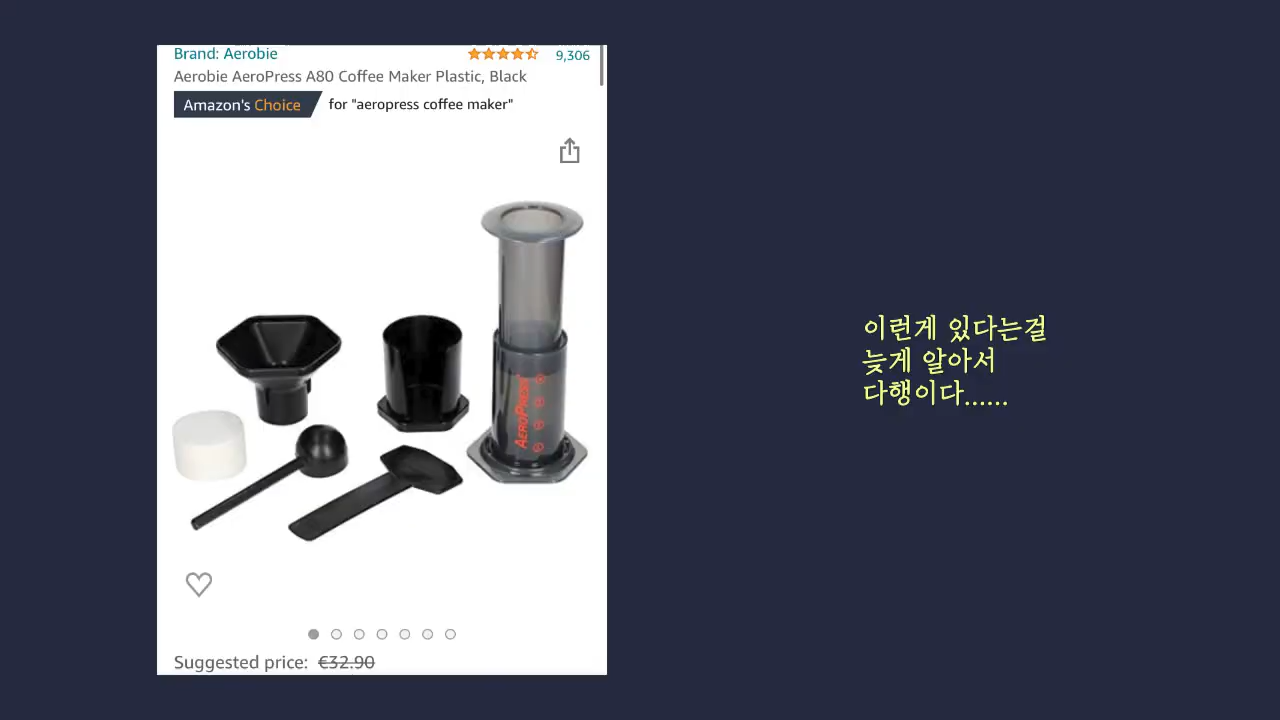 Brand: Aerobie
9,306
Aerobie AeroPress A80 Coffee Maker Plastic, Black
Amazon's Choice for "aeropress coffee maker"
AEROPRESS
이런게 있다는걸
늦게 알아서
다행이다......
Suggested price: €32.90